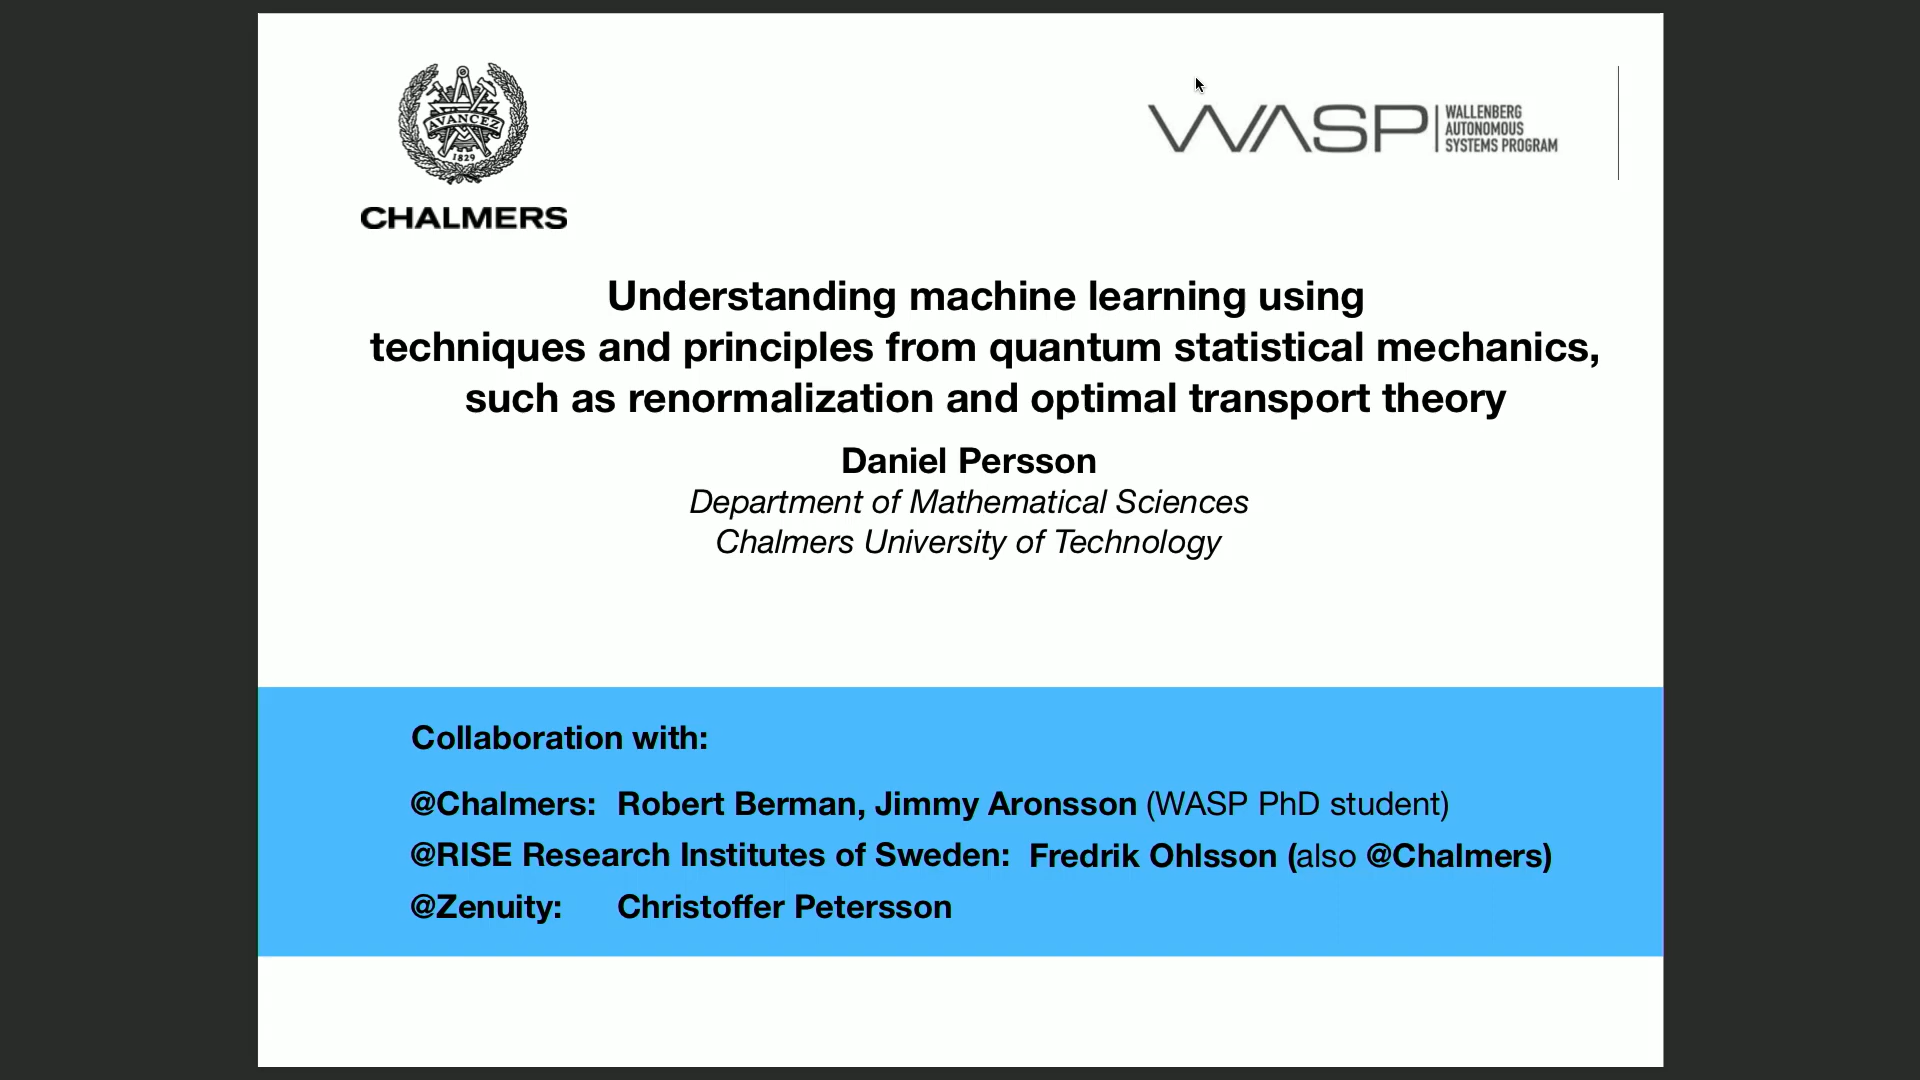 AVANCEZ
1829
CHALMERS
WASP
WALLENBERG
AUTONOMOUS
SYSTEMS PROGRAM
Understanding machine learning using
techniques and principles from quantum statistical mechanics,
such as renormalization and optimal transport theory
Daniel Persson
Department of Mathematical Sciences
Chalmers University of Technology
Collaboration with:
@Chalmers: Robert Berman, Jimmy Aronsson (WASP PhD student)
@RISE Research Institutes of Sweden: Fredrik Ohlsson (also @Chalmers)
@Zenuity: Christoffer Petersson